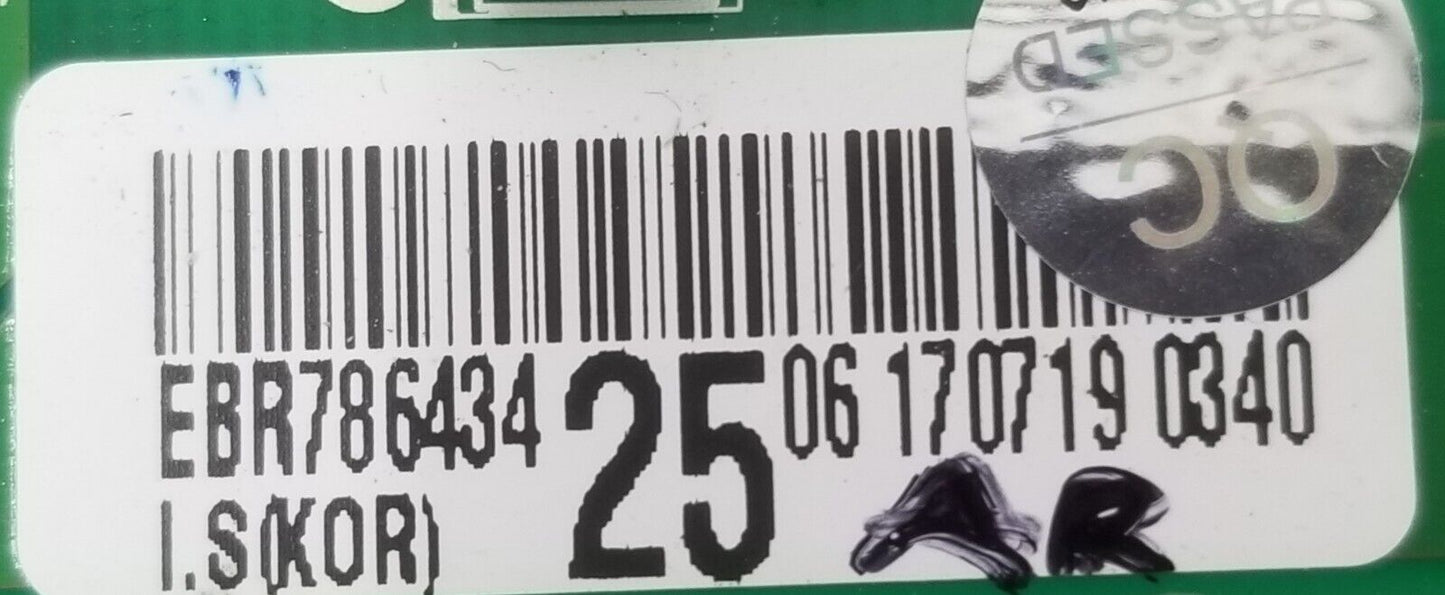 PASSED
QC
EBR786434 25 06 170719 0340
I.S(KOR)
AR